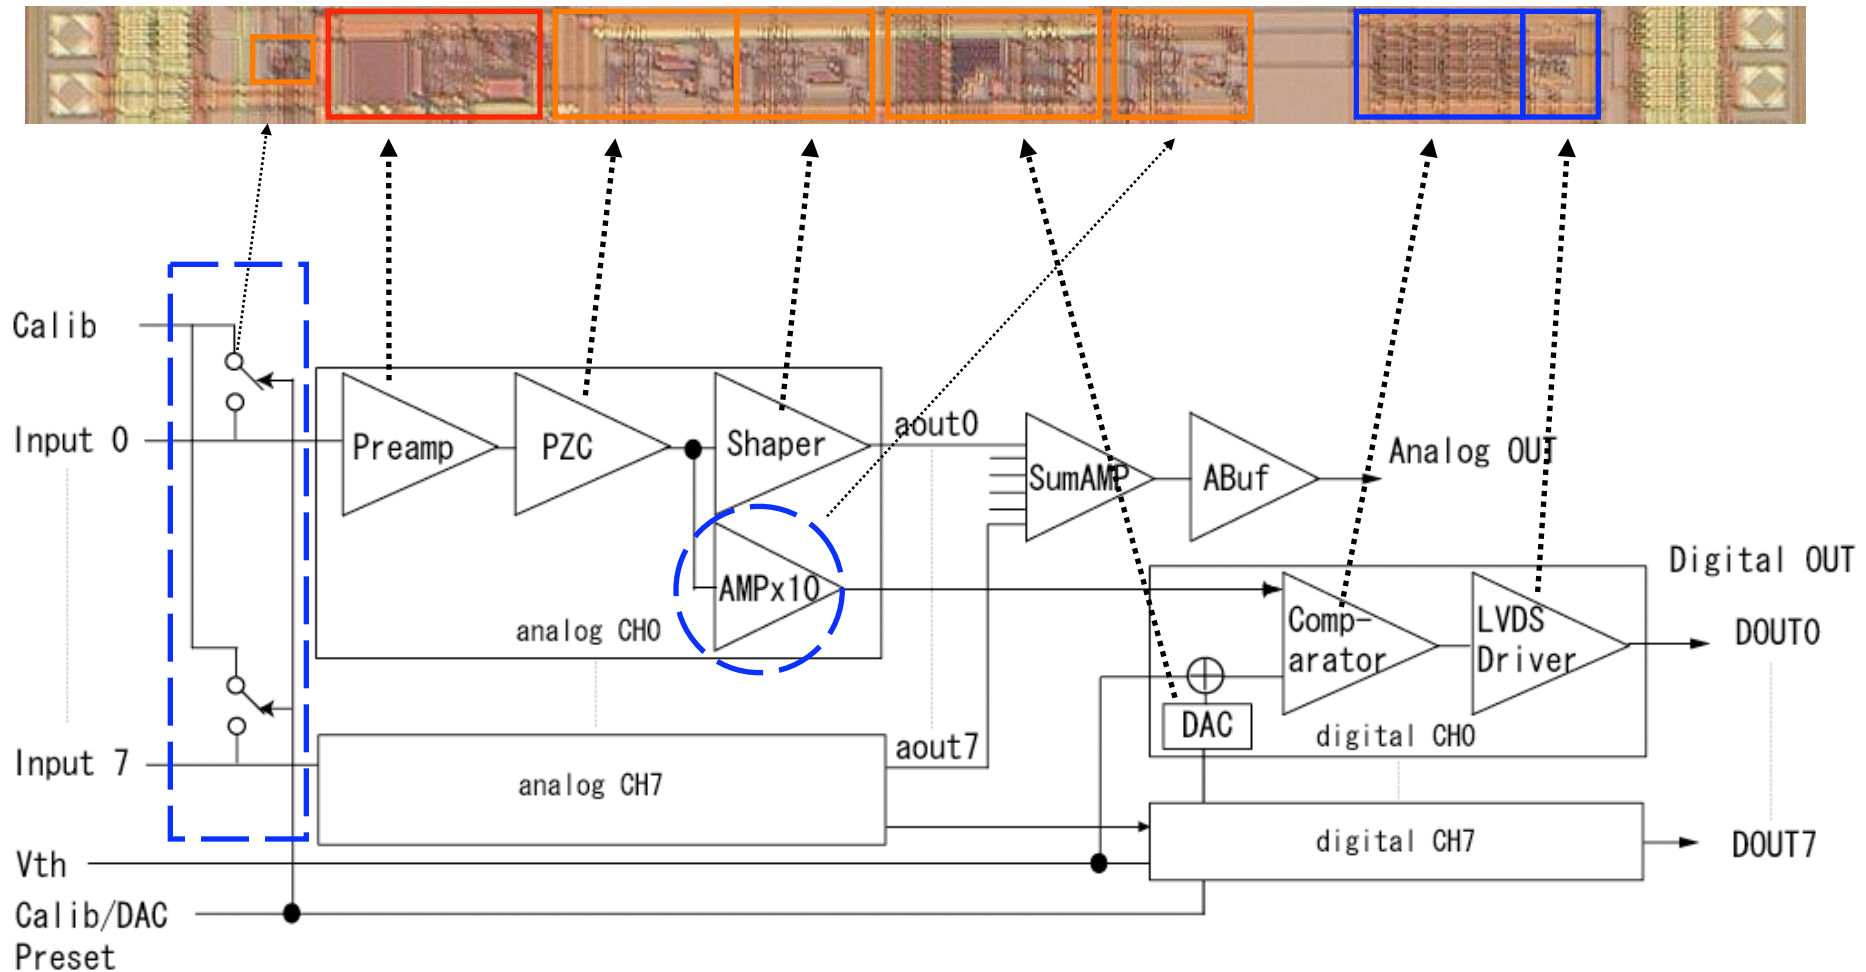 Calib
Input 0
Preamp
PZC
Shaper
aout0
SumAMP
ABuf
Analog OUT
AMPx10
analog CH0
Digital OUT
Comp-
arator
LVDS
Driver
DOUT0
DAC
digital CH0
Input 7
analog CH7
aout7
digital CH7
DOUT7
Vth
Calib/DAC
Preset